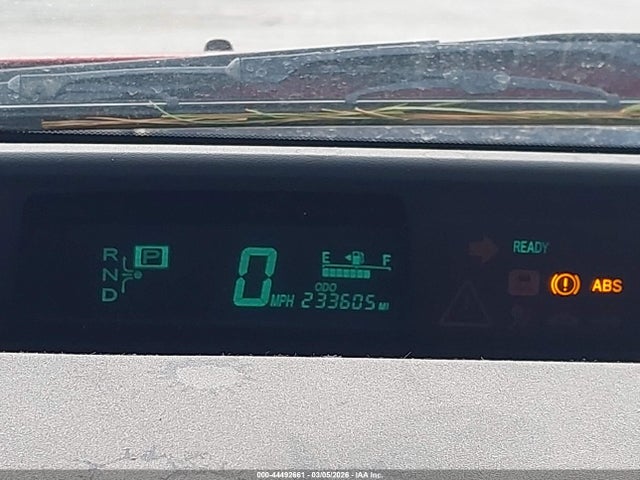 R P
N
D
0 MPH
E F
ODO
233605 MI
READY
ABS
000-44492661 - 03/05/2026 - IAA Inc.